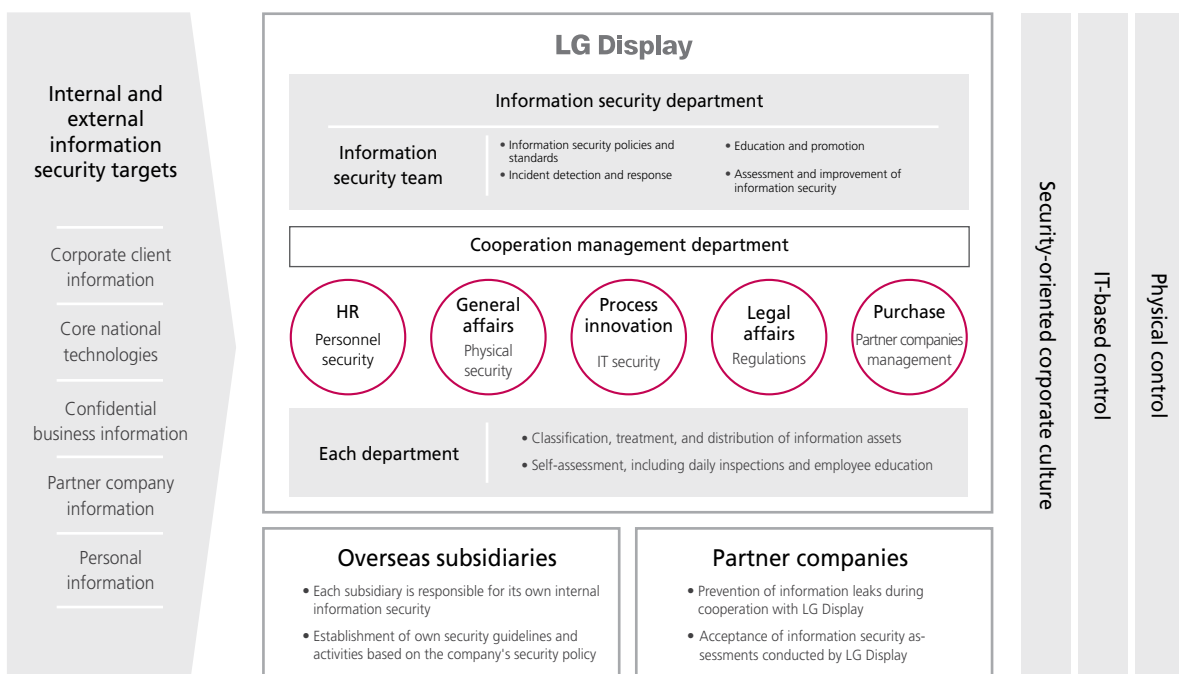 Internal and
external
information
security targets
Corporate client
information
Core national
technologies
Confidential
business information
Partner company
information
Personal
information
LG Display
Information security department
Information
security team
• Information security policies and
standards
• Incident detection and response
• Education and promotion
• Assessment and improvement of
information security
Cooperation management department
HR
Personnel
security
General
affairs
Physical
security
Process
innovation
IT security
Legal
affairs
Regulations
Purchase
Partner companies
management
Each department
• Classification, treatment, and distribution of information assets
• Self-assessment, including daily inspections and employee education
Overseas subsidiaries
• Each subsidiary is responsible for its own internal
information security
• Establishment of own security guidelines and
activities based on the company's security policy
Partner companies
• Prevention of information leaks during
cooperation with LG Display
• Acceptance of information security as-
sessments conducted by LG Display
Security-oriented corporate culture
IT-based control
Physical control